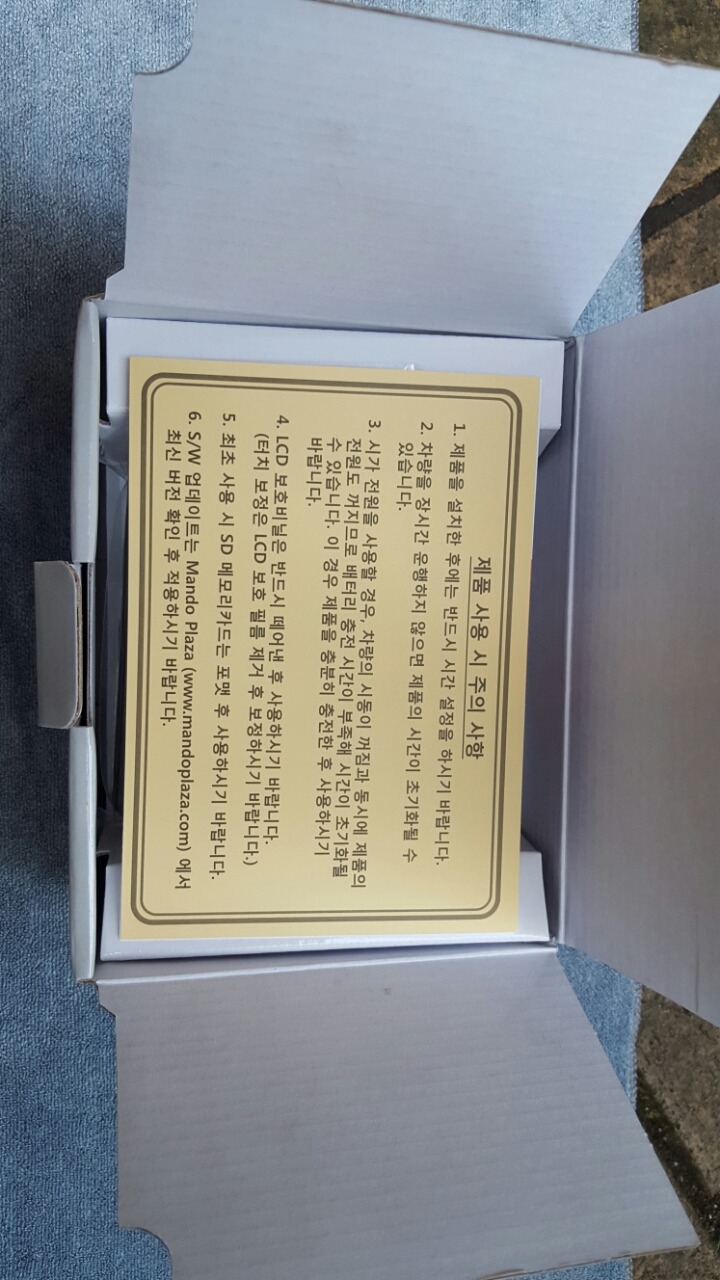 제품 사용 시 주의 사항
1. 제품을 설치한 후에는 반드시 시간 설정을 하시기 바랍니다.
2. 차량을 장시간 운행하지 않으면 제품의 시간이 초기화될 수
있습니다.
3. 시가 전원을 사용할 경우, 차량의 시동이 꺼짐과 동시에 제품의
전원도 꺼지므로 배터리 충전 시간이 부족해 시간이 초기화될
수 있습니다. 이 경우 제품을 충분히 충전한 후 사용하시기
바랍니다.
4. LCD 보호비닐은 반드시 떼어낸 후 사용하시기 바랍니다.
(터치 보정은 LCD 보호 필름 제거 후 보정하시기 바랍니다.)
5. 최초 사용 시 SD 메모리카드는 포맷 후 사용하시기 바랍니다.
6. S/W 업데이트는 Mando Plaza (www.mandoplaza.com) 에서
최신 버전 확인 후 적용하시기 바랍니다.